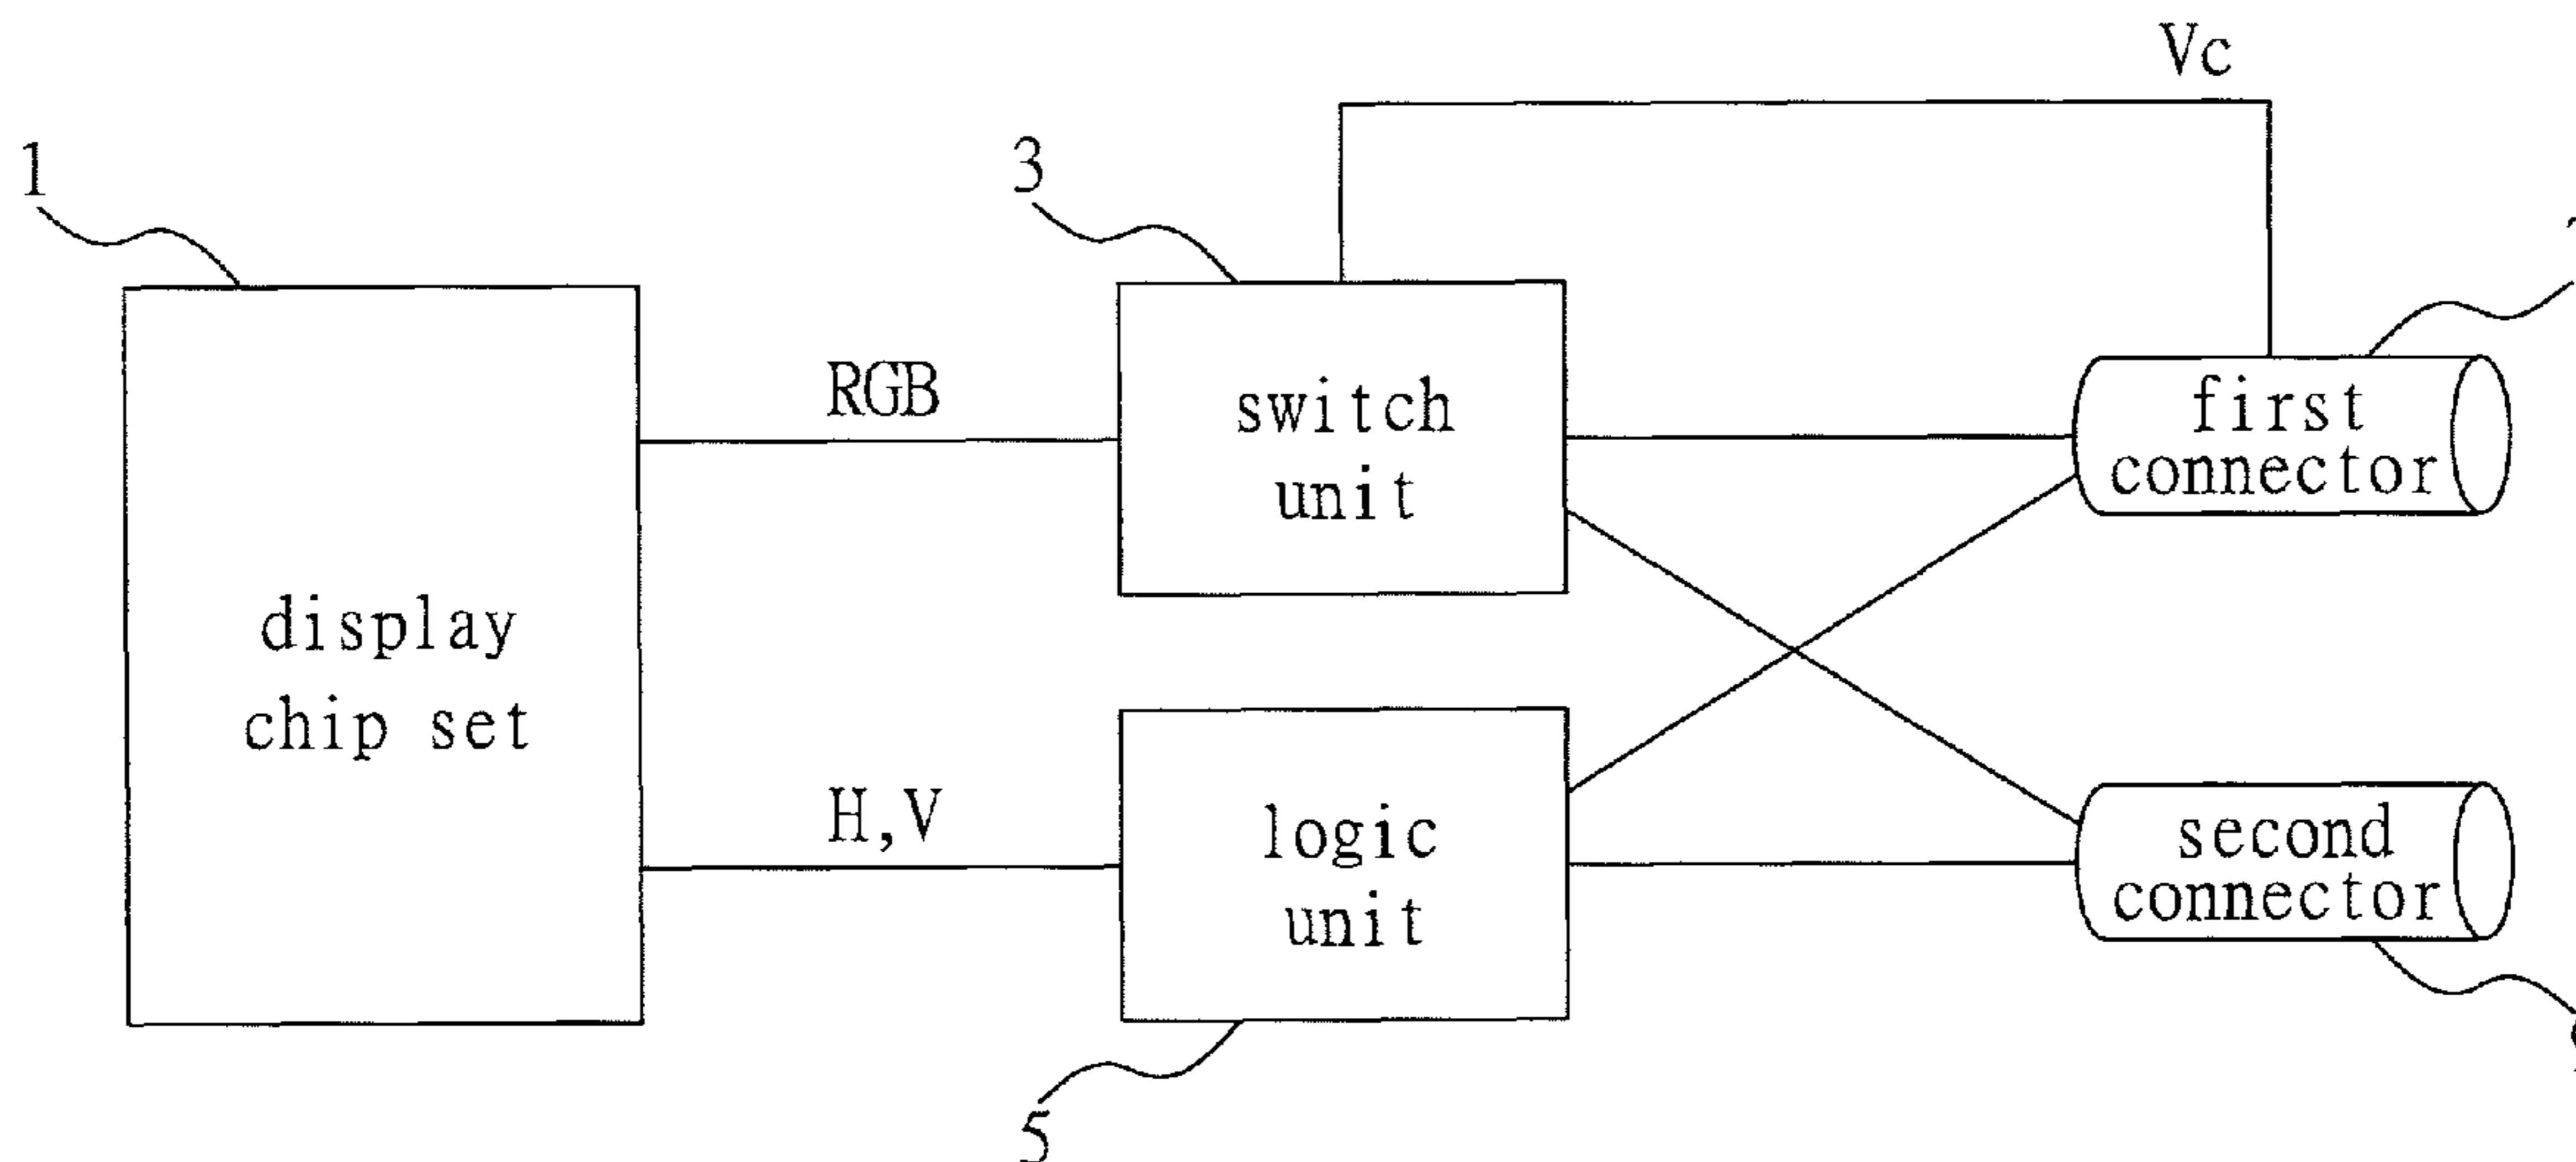 Vc
1
3
RGB
switch
unit
first
connector
display
chip set
H,V
logic
unit
second
connector
5